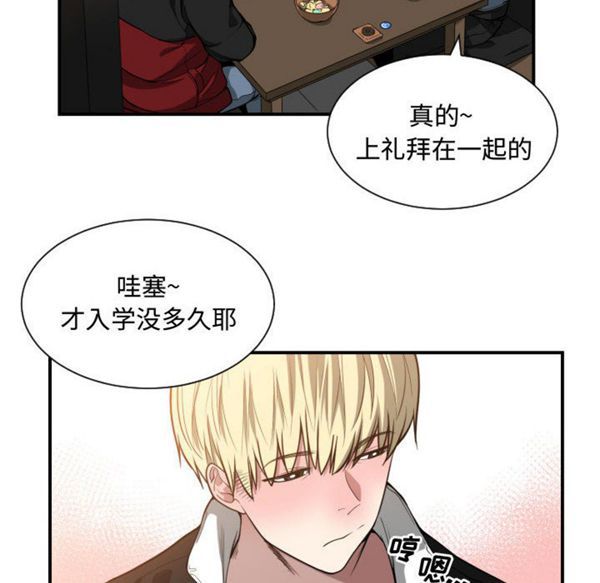 真的~
上礼拜在一起的
哇塞~
才入学没多久耶
哼嗯